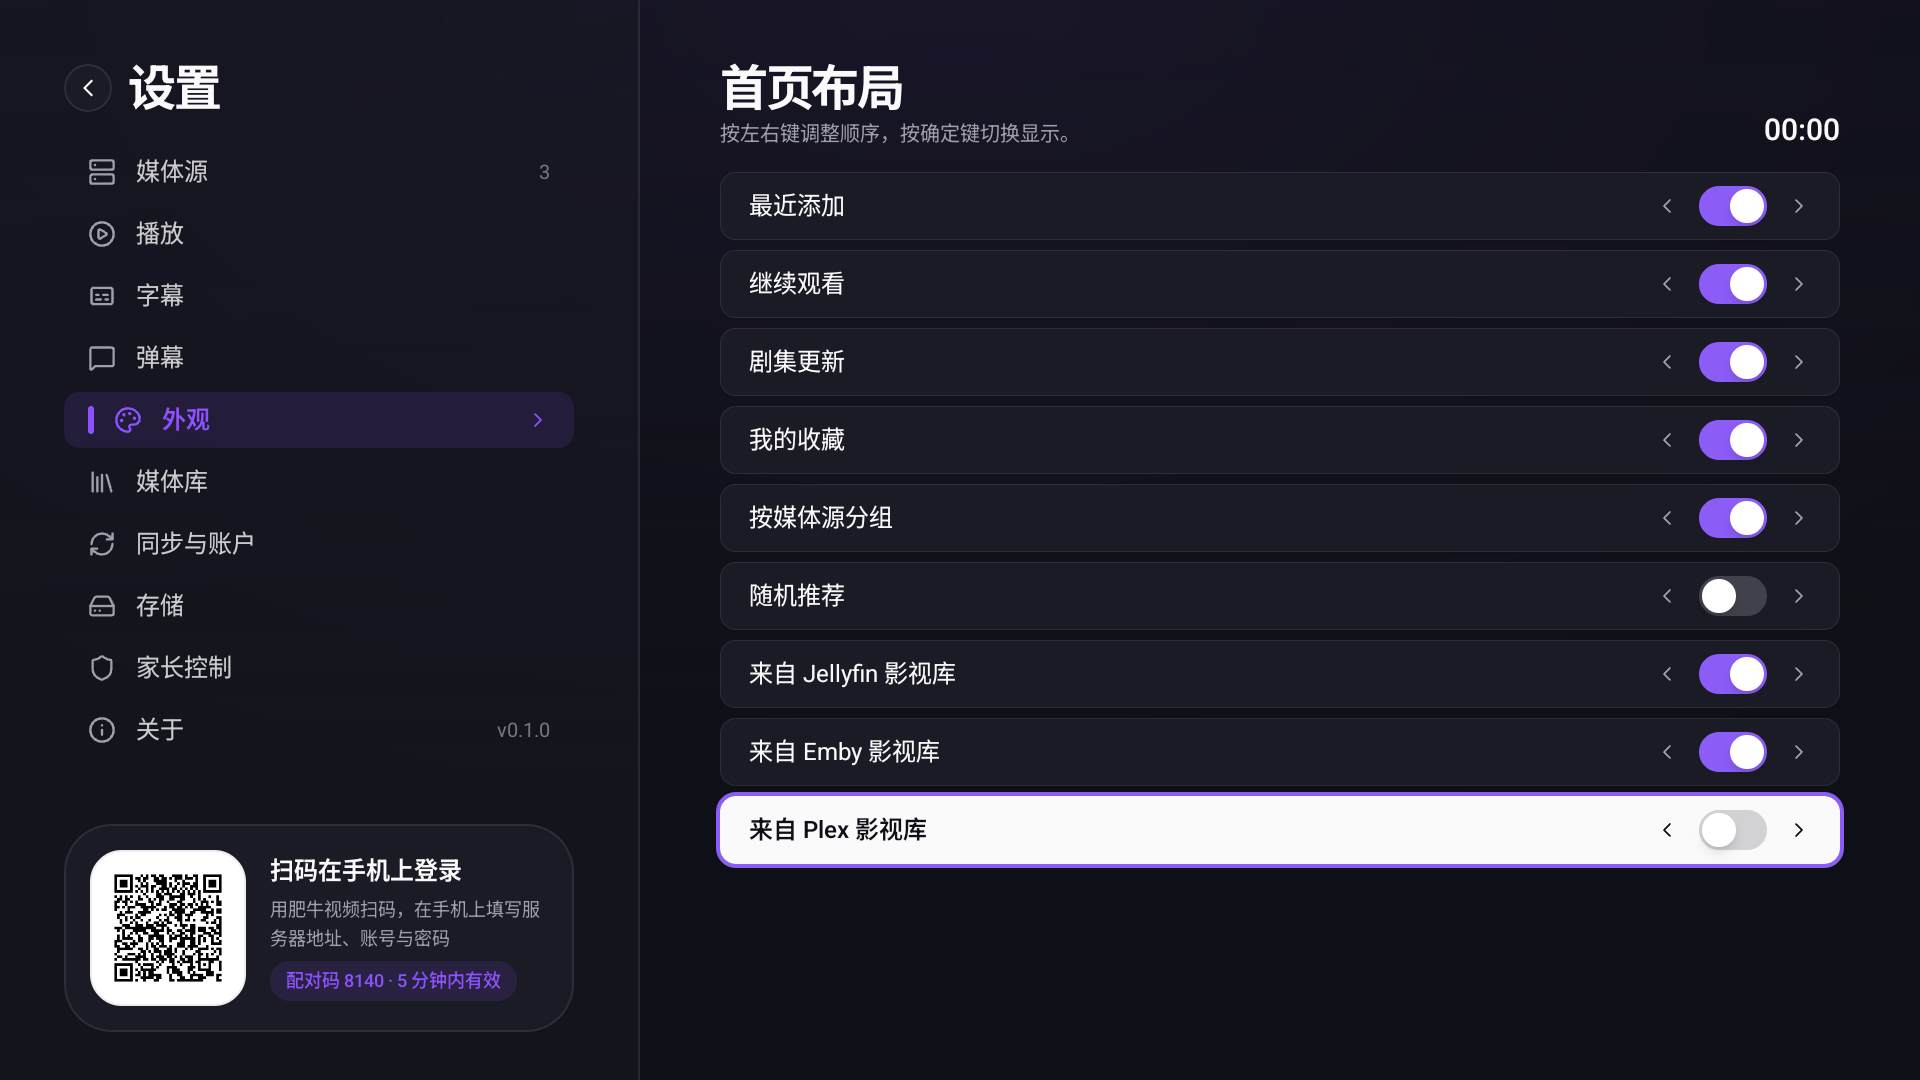 设置
媒体源 3
播放
字幕
弹幕
外观
媒体库
同步与账户
存储
家长控制
关于 v0.1.0
扫码在手机上登录
用肥牛视频扫码，在手机上填写服
务器地址、账号与密码
配对码 8140 · 5 分钟内有效
首页布局
按左右键调整顺序，按确定键切换显示。
00:00
最近添加
继续观看
剧集更新
我的收藏
按媒体源分组
随机推荐
来自 Jellyfin 影视库
来自 Emby 影视库
来自 Plex 影视库